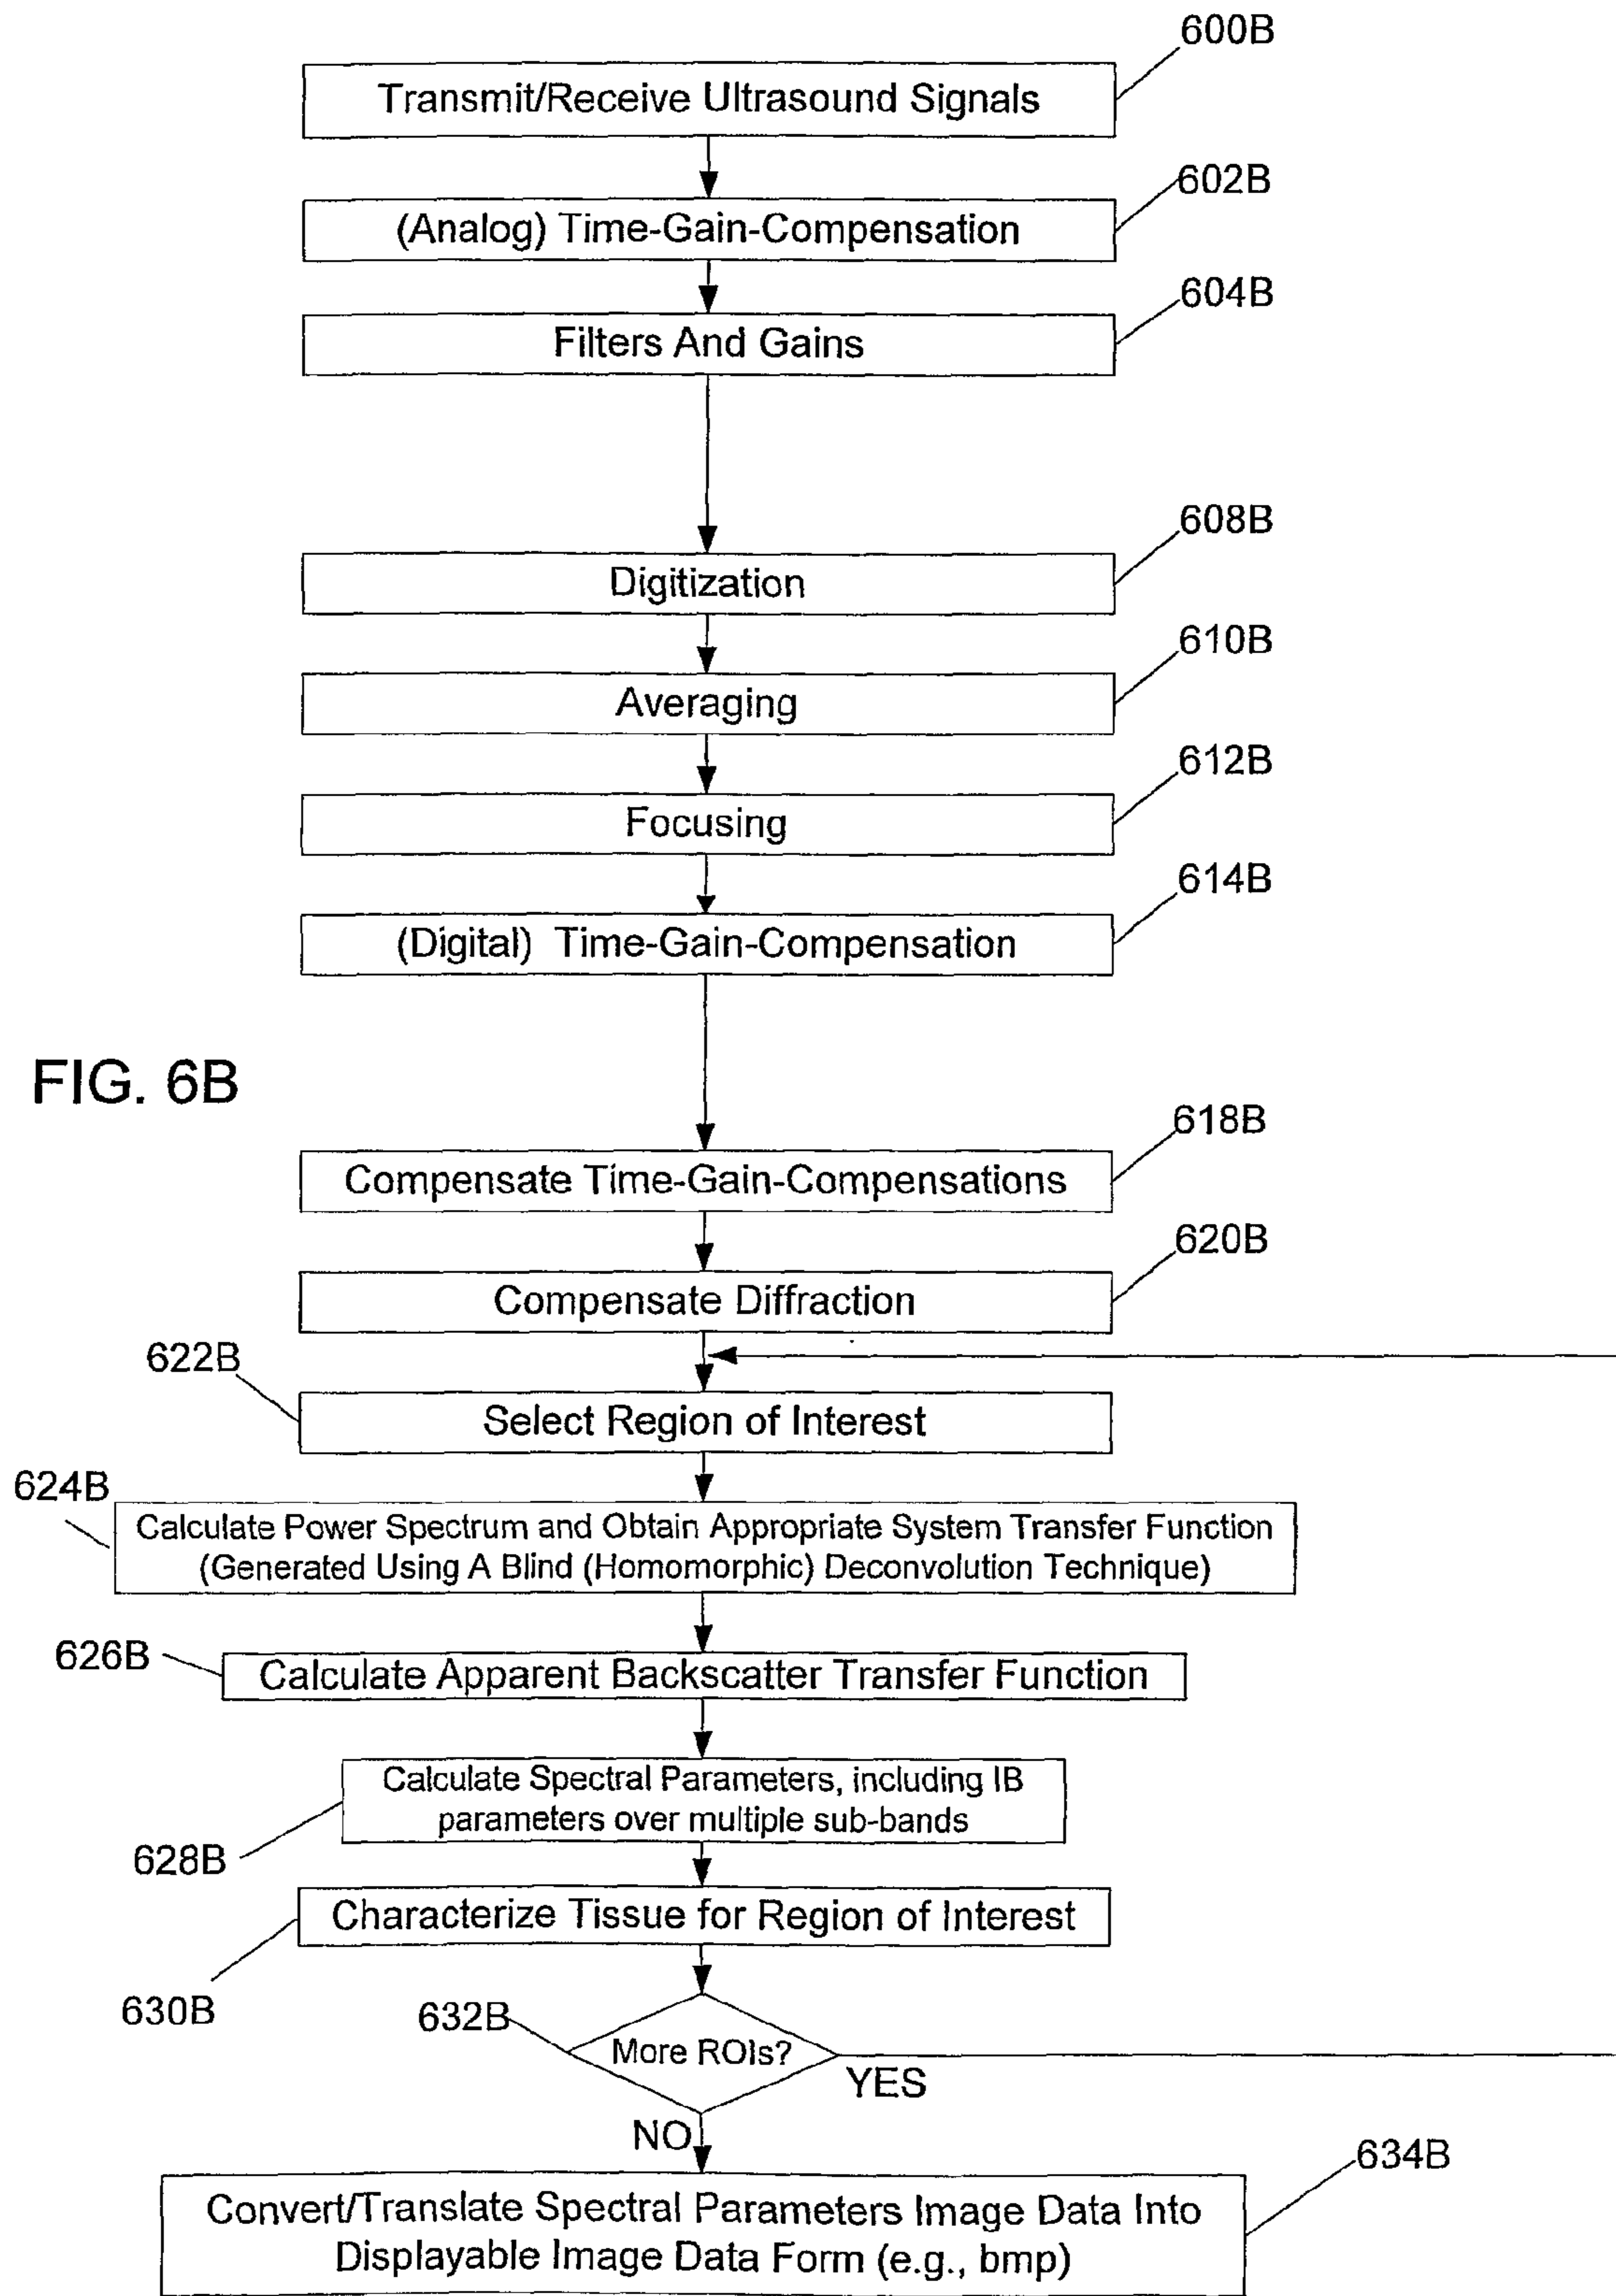 600B
Transmit/Receive Ultrasound Signals
602B
(Analog) Time-Gain-Compensation
604B
Filters And Gains
608B
Digitization
610B
Averaging
612B
Focusing
614B
(Digital) Time-Gain-Compensation
FIG. 6B
618B
Compensate Time-Gain-Compensations
620B
Compensate Diffraction
622B
Select Region of Interest
624B
Calculate Power Spectrum and Obtain Appropriate System Transfer Function
(Generated Using A Blind (Homomorphic) Deconvolution Technique)
626B
Calculate Apparent Backscatter Transfer Function
Calculate Spectral Parameters, including IB
parameters over multiple sub-bands
628B
Characterize Tissue for Region of Interest
630B
632B
More ROIs?
YES
NO
634B
Convert/Translate Spectral Parameters Image Data Into
Displayable Image Data Form (e.g., bmp)